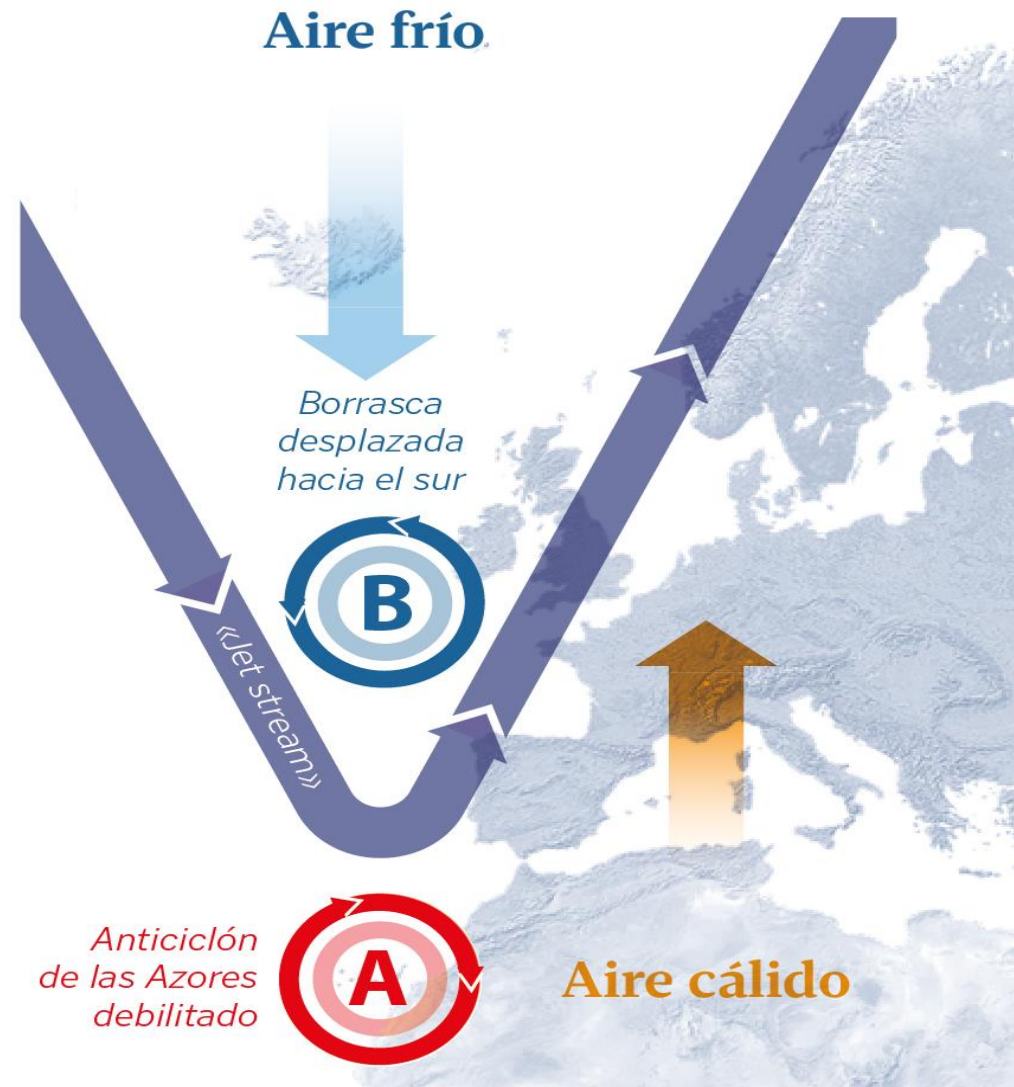 Aire frío
Borrasca
desplazada
hacia el sur
B
«Jet stream»
Anticiclón
de las Azores
debilitado
A
Aire cálido